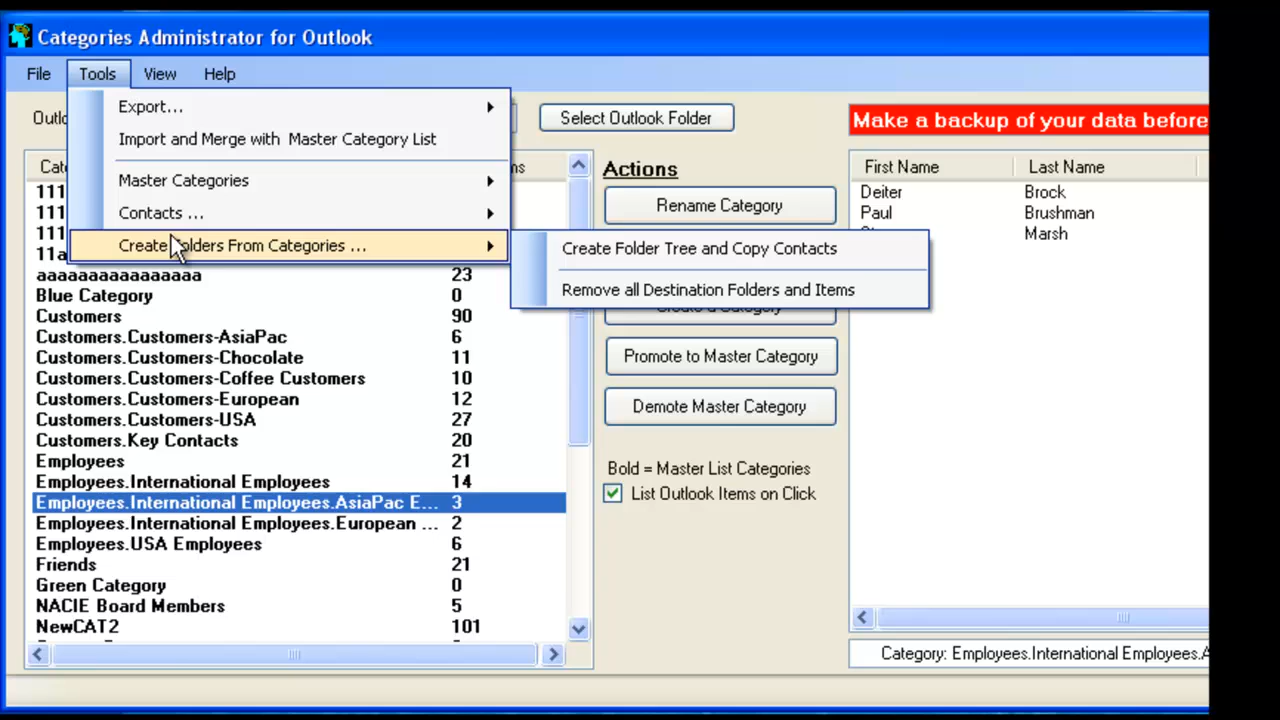 Categories Administrator for Outlook
File Tools View Help
Export...
Import and Merge with Master Category List
Master Categories
Contacts ...
Create Folders From Categories ...
Create Folder Tree and Copy Contacts
Remove all Destination Folders and Items
Select Outlook Folder
Make a backup of your data before
Actions
Rename Category
Promote to Master Category
Demote Master Category
Bold = Master List Categories
List Outlook Items on Click
aaaaaaaaaaaaaaaa 23
Blue Category 0
Customers 90
Customers.Customers-AsiaPac 6
Customers.Customers-Chocolate 11
Customers.Customers-Coffee Customers 10
Customers.Customers-European 12
Customers.Customers-USA 27
Customers.Key Contacts 20
Employees 21
Employees.International Employees 14
Employees.International Employees.AsiaPac E... 3
Employees.International Employees.European ... 2
Employees.USA Employees 6
Friends 21
Green Category 0
NACIE Board Members 5
NewCAT2 101
First Name Last Name
Deiter Brock
Paul Brushman
Marsh
Category: Employees.International Employees.A